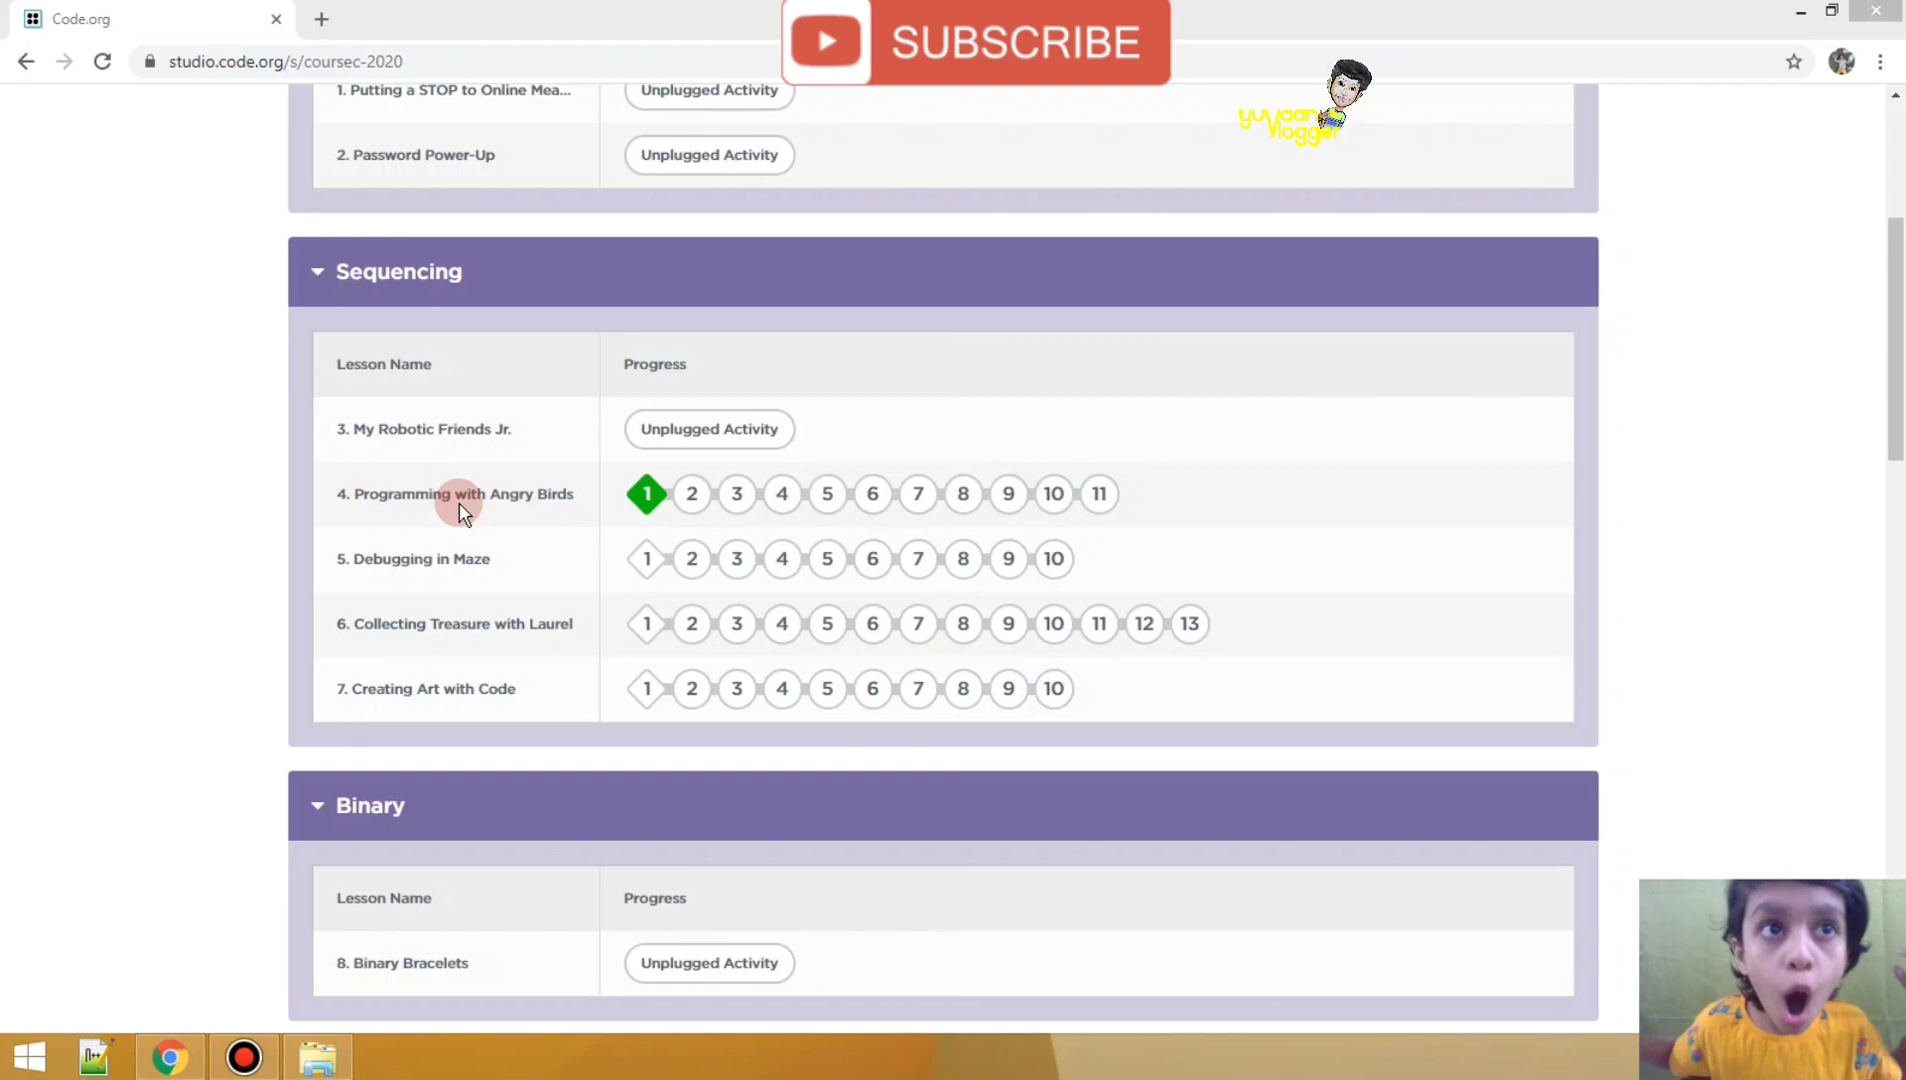 Code.org
SUBSCRIBE
studio.code.org/s/coursec-2020
yuvaan
Vlogger
1. Putting a STOP to Online Mea... Unplugged Activity
2. Password Power-Up Unplugged Activity
Sequencing
Lesson Name Progress
3. My Robotic Friends Jr. Unplugged Activity
4. Programming with Angry Birds 1 2 3 4 5 6 7 8 9 10 11
5. Debugging in Maze 1 2 3 4 5 6 7 8 9 10
6. Collecting Treasure with Laurel 1 2 3 4 5 6 7 8 9 10 11 12 13
7. Creating Art with Code 1 2 3 4 5 6 7 8 9 10
Binary
Lesson Name Progress
8. Binary Bracelets Unplugged Activity